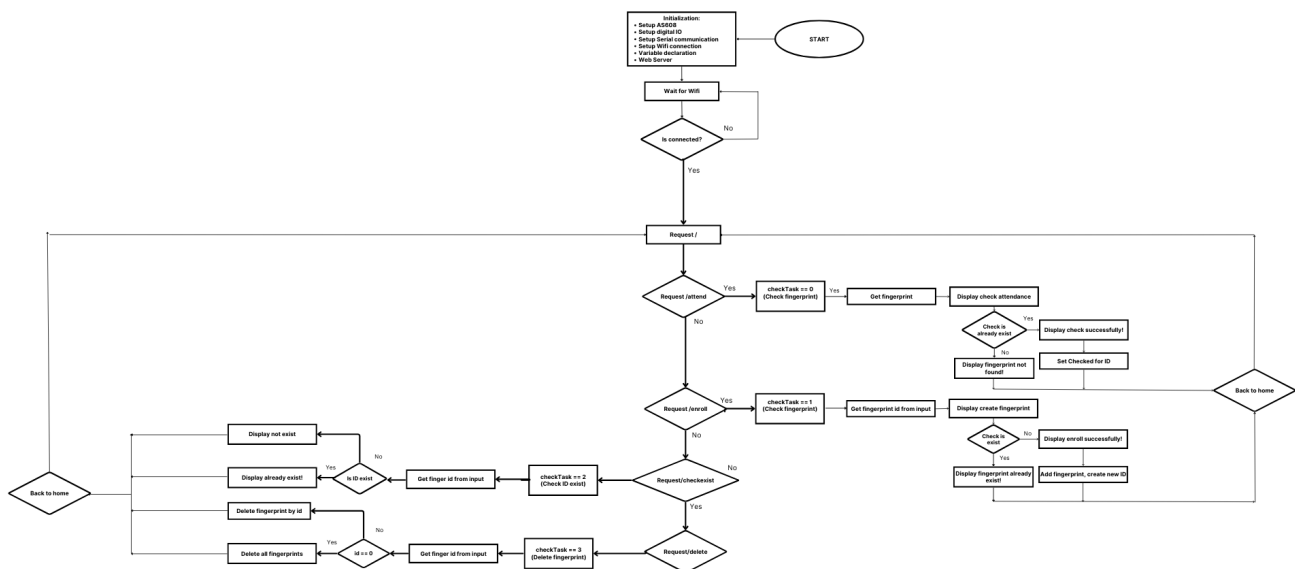 Initialization:
• Setup AS608
• Setup digital IO
• Setup Serial communication
• Setup Wifi connection
• Variable declaration
• Web Server
START
Wait for Wifi
Is connected?
No
Yes
Request /
Request /attend
Yes
checkTask == 0
(Check fingerprint)
Yes
Get fingerprint
Display check attendance
No
Check is
already exist
Yes
Display check successfully!
No
Display fingerprint not
found!
Set Checked for ID
Back to home
Request /enroll
Yes
checkTask == 1
(Check fingerprint)
Get fingerprint id from input
Display create fingerprint
No
Check is
exist
No
Display enroll successfully!
Yes
Display fingerprint already
exist!
Add fingerprint, create new ID
Request/checkexist
No
checkTask == 2
(Check ID exist)
Get finger id from input
Is ID exist
No
Display not exist
Yes
Display already exist!
Back to home
Yes
Request/delete
checkTask == 3
(Delete fingerprint)
Get finger id from input
id == 0
No
Delete fingerprint by id
Yes
Delete all fingerprints